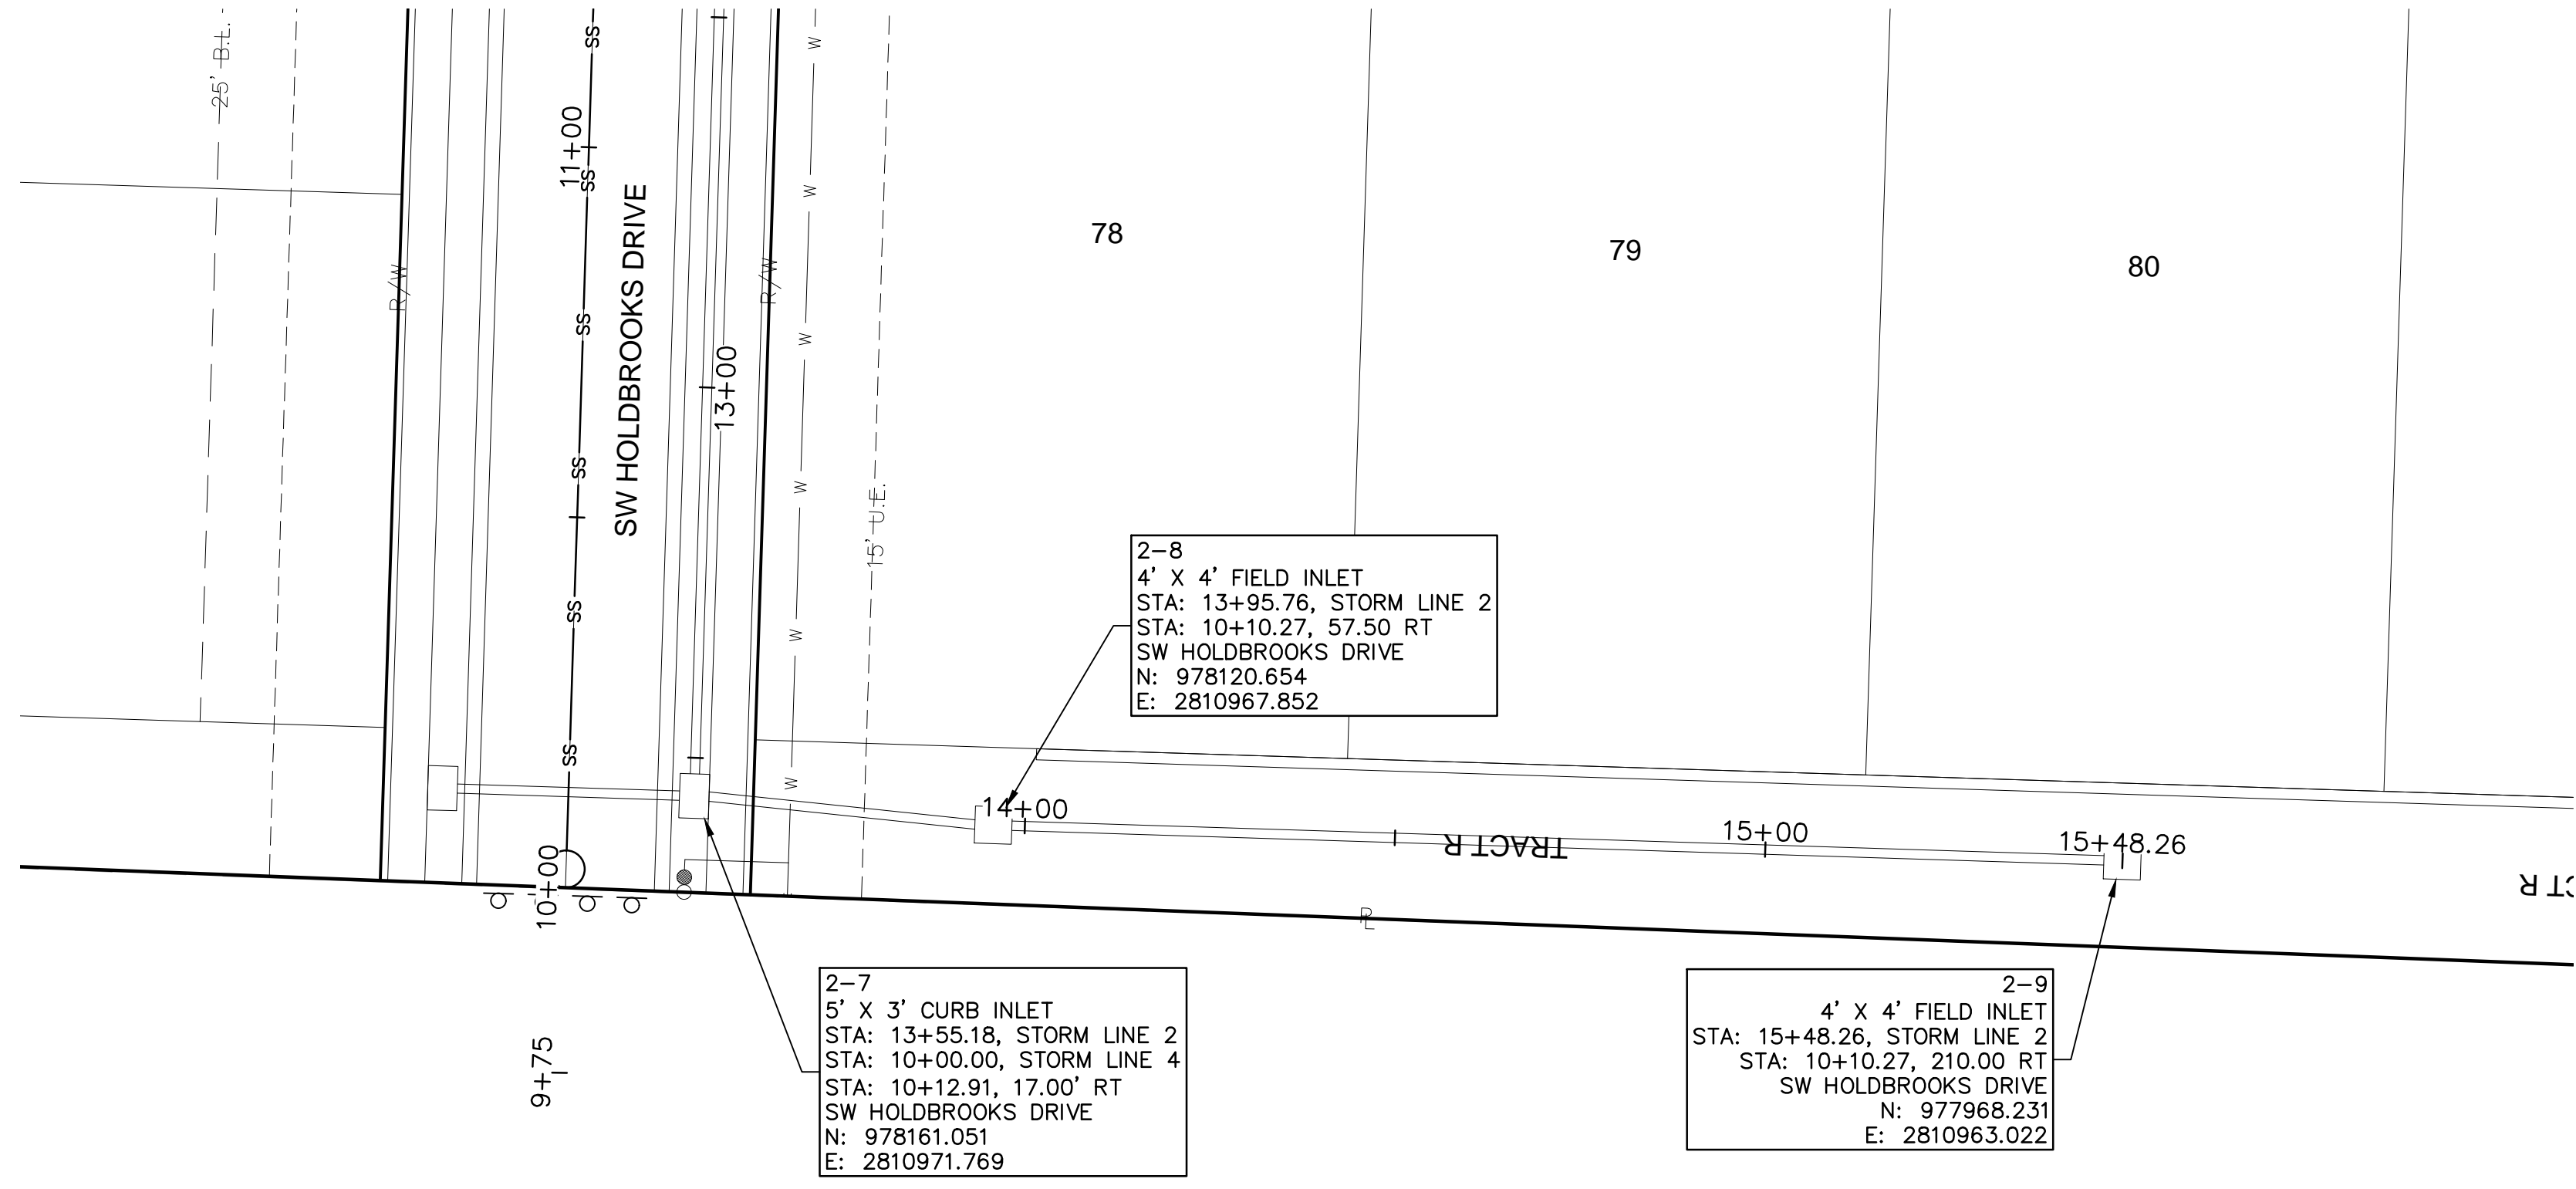 25' B.L.
SS
11+00
SS
SW HOLDBROOKS DRIVE
R/W
SS
SS
SS
SS
13+00
R/W
W
W
W
W
W
W
15' U.E.
78
79
80
2-8
4' X 4' FIELD INLET
STA: 13+95.76, STORM LINE 2
STA: 10+10.27, 57.50 RT
SW HOLDBROOKS DRIVE
N: 978120.654
E: 2810967.852
14+00
TRACT R
15+00
15+48.26
CT R
10+00
PL
9+75
2-7
5' X 3' CURB INLET
STA: 13+55.18, STORM LINE 2
STA: 10+00.00, STORM LINE 4
STA: 10+12.91, 17.00' RT
SW HOLDBROOKS DRIVE
N: 978161.051
E: 2810971.769
2-9
4' X 4' FIELD INLET
STA: 15+48.26, STORM LINE 2
STA: 10+10.27, 210.00 RT
SW HOLDBROOKS DRIVE
N: 977968.231
E: 2810963.022